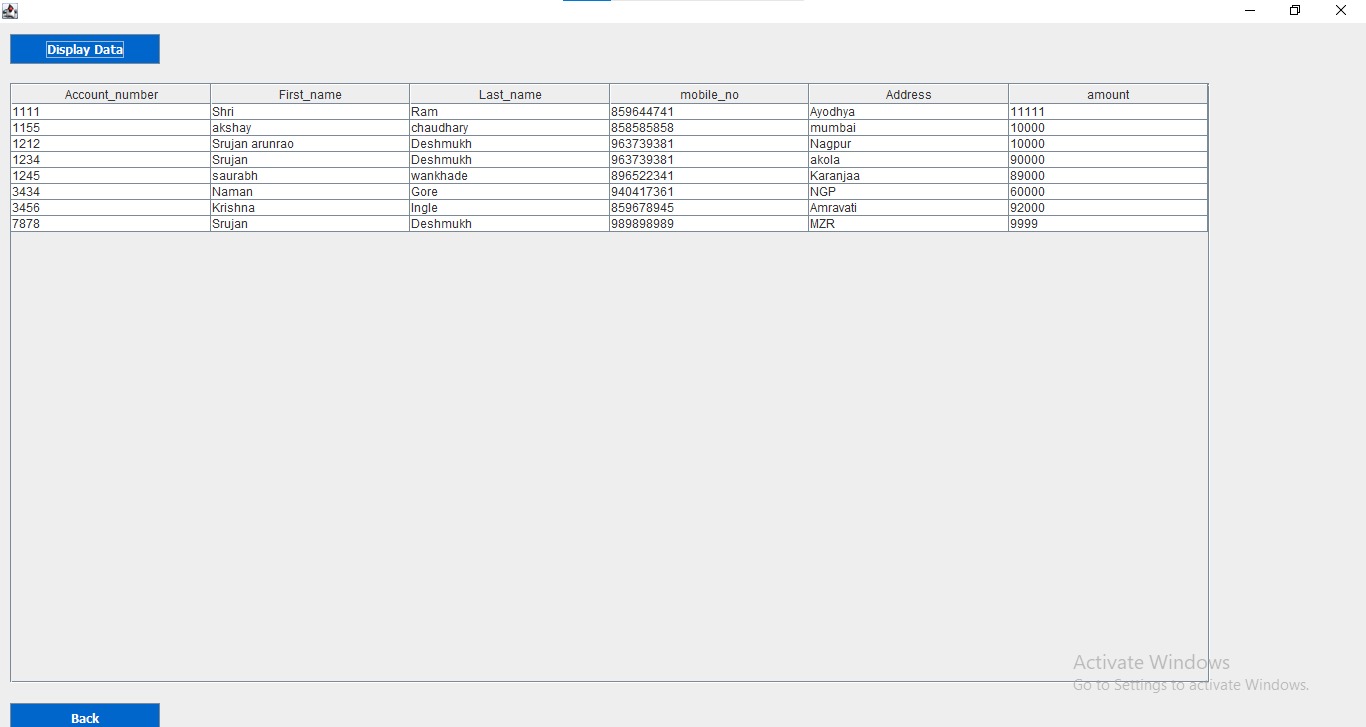 Display Data
Account_number First_name Last_name mobile_no Address amount
1111 Shri Ram 859644741 Ayodhya 11111
1155 akshay chaudhary 858585858 mumbai 10000
1212 Srujan arunrao Deshmukh 963739381 Nagpur 10000
1234 Srujan Deshmukh 963739381 akola 90000
1245 saurabh wankhade 896522341 Karanjaa 89000
3434 Naman Gore 940417361 NGP 60000
3456 Krishna Ingle 859678945 Amravati 92000
7878 Srujan Deshmukh 989898989 MZR 9999
Activate Windows
Go to Settings to activate Windows.
Back